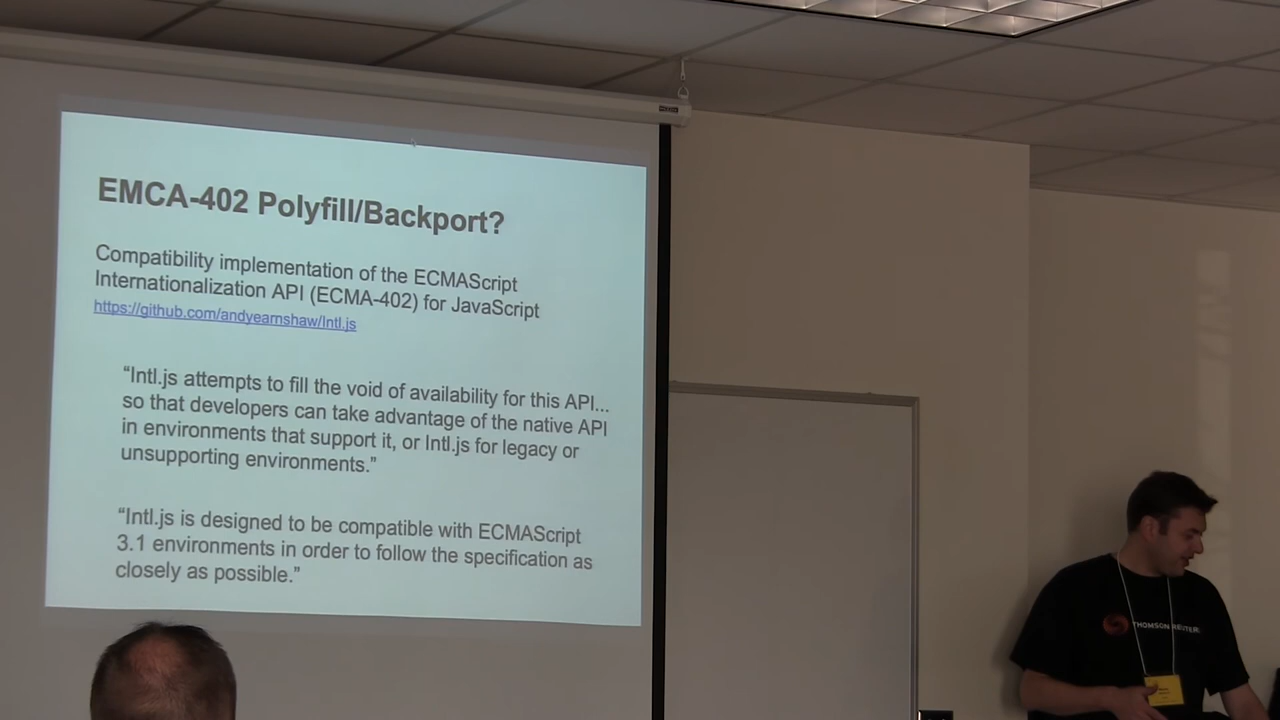 EMCA-402 Polyfill/Backport?
Compatibility implementation of the ECMAScript
Internationalization API (ECMA-402) for JavaScript
https://github.com/andyearnshaw/Intl.js
“Intl.js attempts to fill the void of availability for this API...
so that developers can take advantage of the native API
in environments that support it, or Intl.js for legacy or
unsupporting environments.”
“Intl.js is designed to be compatible with ECMAScript
3.1 environments in order to follow the specification as
closely as possible.”
THOMSON REUTERS